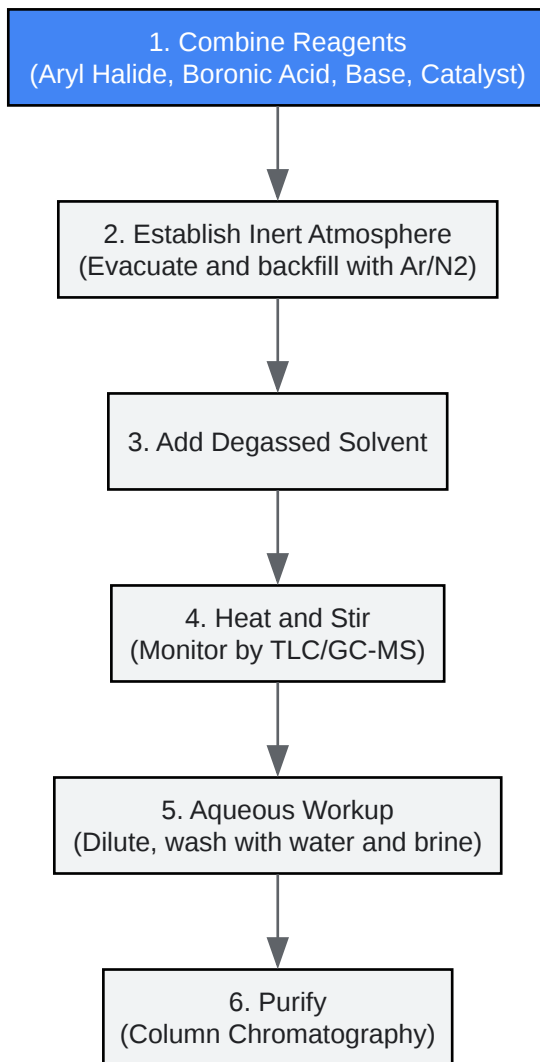 1. Combine Reagents
(Aryl Halide, Boronic Acid, Base, Catalyst)
2. Establish Inert Atmosphere
(Evacuate and backfill with Ar/N2)
3. Add Degassed Solvent
4. Heat and Stir
(Monitor by TLC/GC-MS)
5. Aqueous Workup
(Dilute, wash with water and brine)
6. Purify
(Column Chromatography)